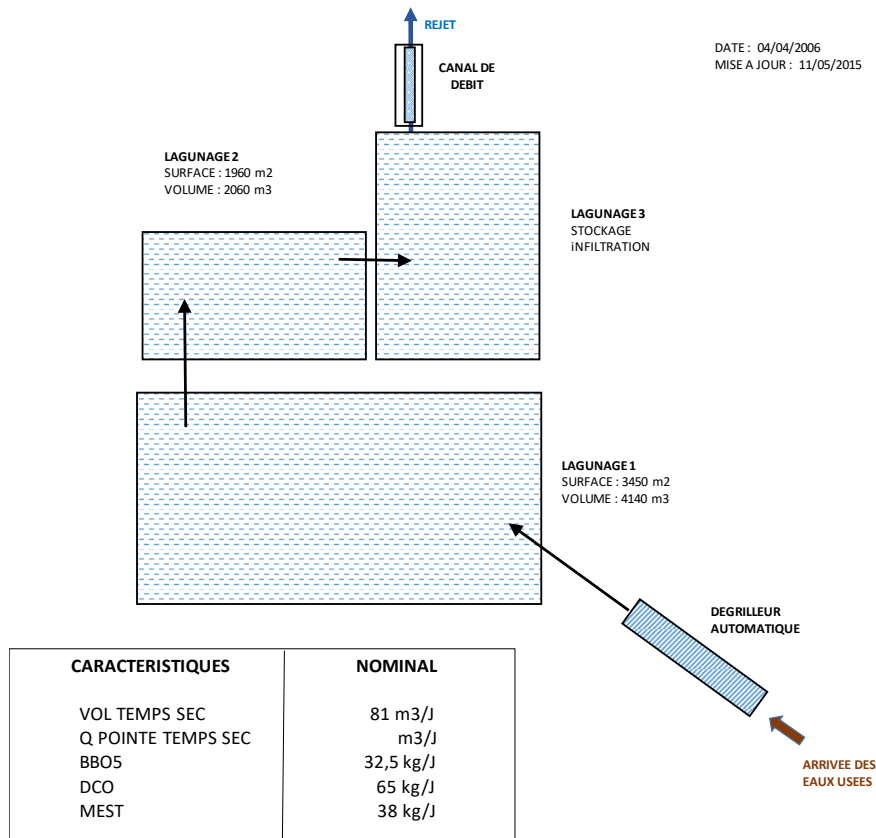 REJET
DATE : 04/04/2006
MISE A JOUR : 11/05/2015
CANAL DE
DEBIT
LAGUNAGE 2
SURFACE : 1960 m2
VOLUME : 2060 m3
LAGUNAGE 3
STOCKAGE
iNFILTRATION
LAGUNAGE 1
SURFACE : 3450 m2
VOLUME : 4140 m3
DEGRILLEUR
AUTOMATIQUE
ARRIVEE DES
EAUX USEES
CARACTERISTIQUES NOMINAL
VOL TEMPS SEC 81 m3/J
Q POINTE TEMPS SEC m3/J
BBO5 32,5 kg/J
DCO 65 kg/J
MEST 38 kg/J